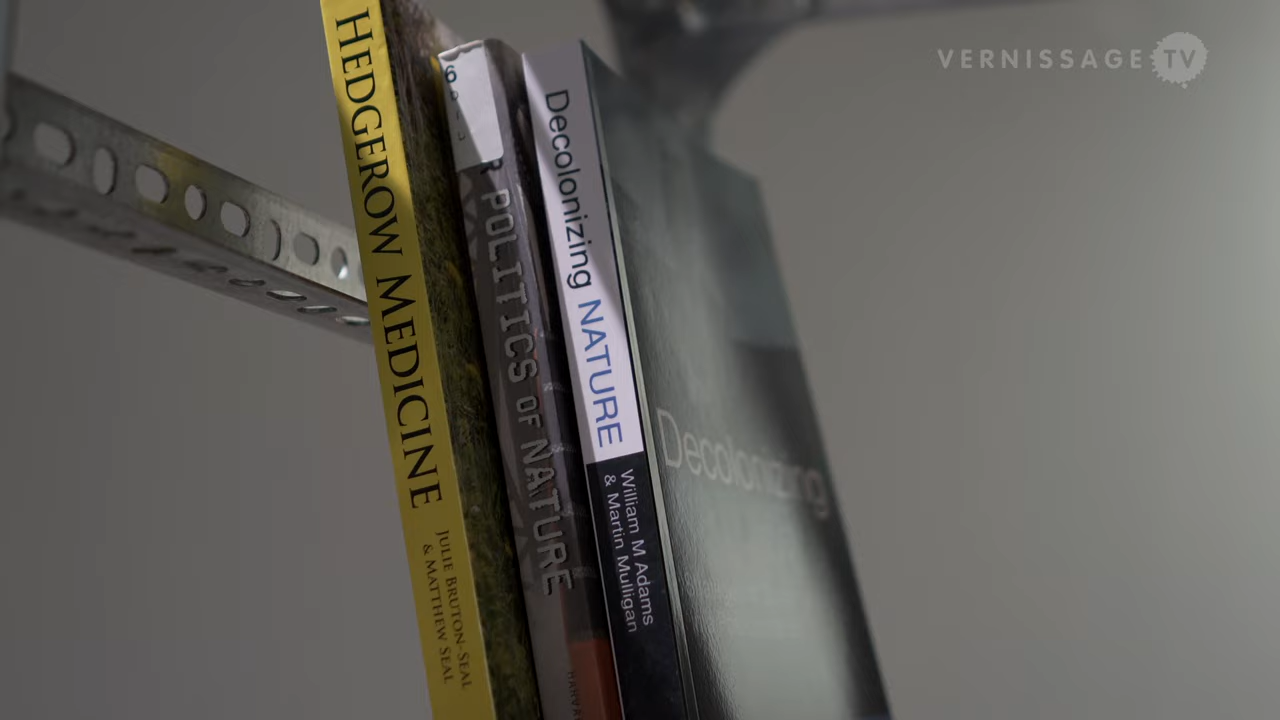 VERNISSAGE TV
HEDGEROW MEDICINE
JULIE BRUTON-SEAL
& MATTHEW SEAL
POLITICS OF NATURE
Decolonizing NATURE
William M Adams
& Martin Mulligan
Decolonizing